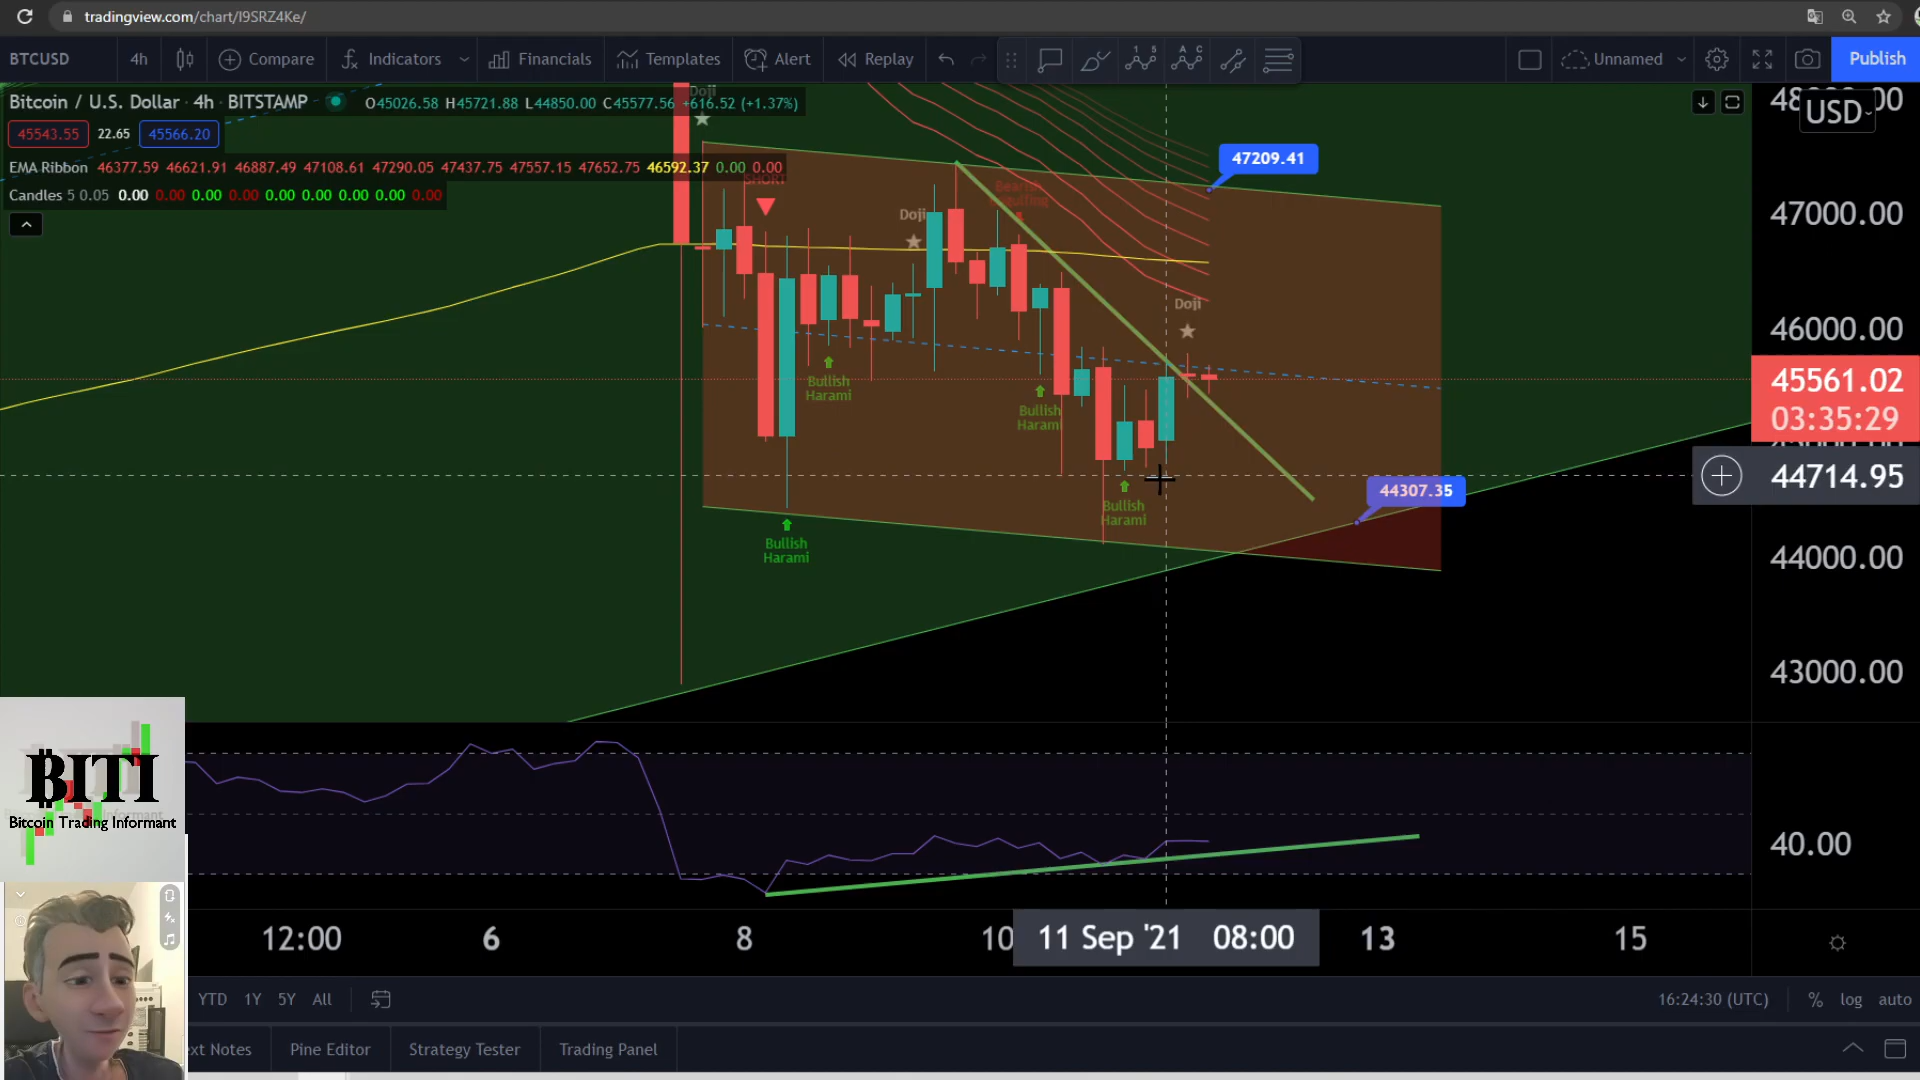 tradingview.com/chart/I9SRZ4Ke/
BTCUSD 4h Compare Indicators Financials Templates Alert Replay Unnamed Publish
Bitcoin / U.S. Dollar · 4h · BITSTAMP O45026.58 H45721.88 L44850.00 C45577.56 +616.52 (+1.37%)
45543.55 22.65 45566.20
EMA Ribbon 46377.59 46621.91 46887.49 47108.61 47290.05 47437.75 47557.15 47652.75 46592.37 0.00 0.00
Candles 5 0.05 0.00 0.00 0.00 0.00 0.00 0.00 0.00 0.00 0.00
Doji
SHORT
Doji
Bearish
Engulfing
Doji
Bullish
Harami
Bullish
Harami
Bullish
Harami
Bullish
Harami
47209.41
44307.35
USD
47000.00
46000.00
45561.02
03:35:29
44714.95
44000.00
43000.00
40.00
BITI
Bitcoin Trading Informant
12:00 6 8 10 11 Sep '21 08:00 13 15
YTD 1Y 5Y All 16:24:30 (UTC) % log auto
ext Notes Pine Editor Strategy Tester Trading Panel